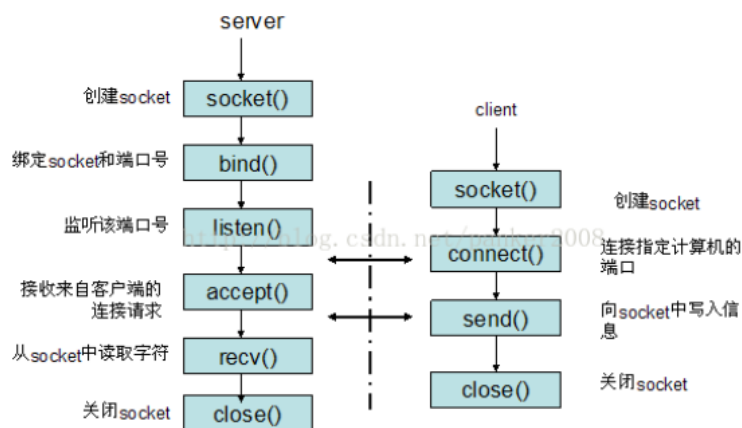 server
创建socket
socket()
绑定socket和端口号
bind()
监听该端口号
listen()
接收来自客户端的
连接请求
accept()
从socket中读取字符
recv()
关闭socket
close()
client
socket()
创建socket
connect()
连接指定计算机的
端口
send()
向socket中写入信
息
close()
关闭socket